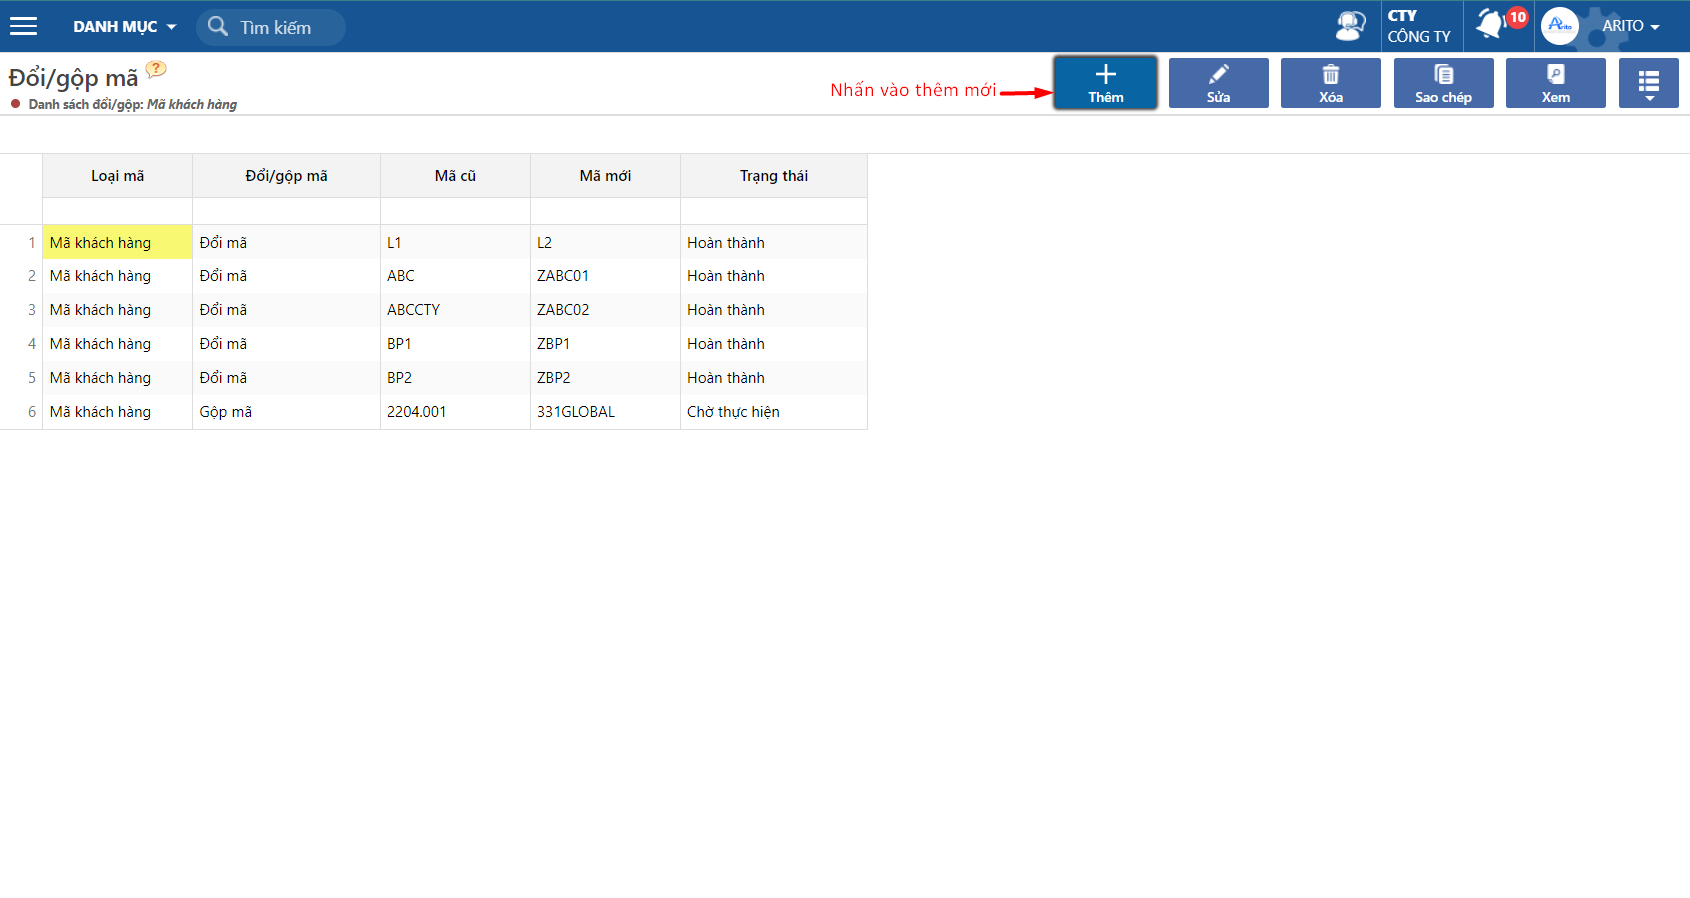 DANH MỤC
Tìm kiếm
CTY
CÔNG TY
10
Arito
ARITO
Đổi/gộp mã ?
Danh sách đổi/gộp: Mã khách hàng
Nhấn vào thêm mới
Thêm
Sửa
Xóa
Sao chép
Xem
Loại mã Đổi/gộp mã Mã cũ Mã mới Trạng thái
1 Mã khách hàng Đổi mã L1 L2 Hoàn thành
2 Mã khách hàng Đổi mã ABC ZABC01 Hoàn thành
3 Mã khách hàng Đổi mã ABCCTY ZABC02 Hoàn thành
4 Mã khách hàng Đổi mã BP1 ZBP1 Hoàn thành
5 Mã khách hàng Đổi mã BP2 ZBP2 Hoàn thành
6 Mã khách hàng Gộp mã 2204.001 331GLOBAL Chờ thực hiện